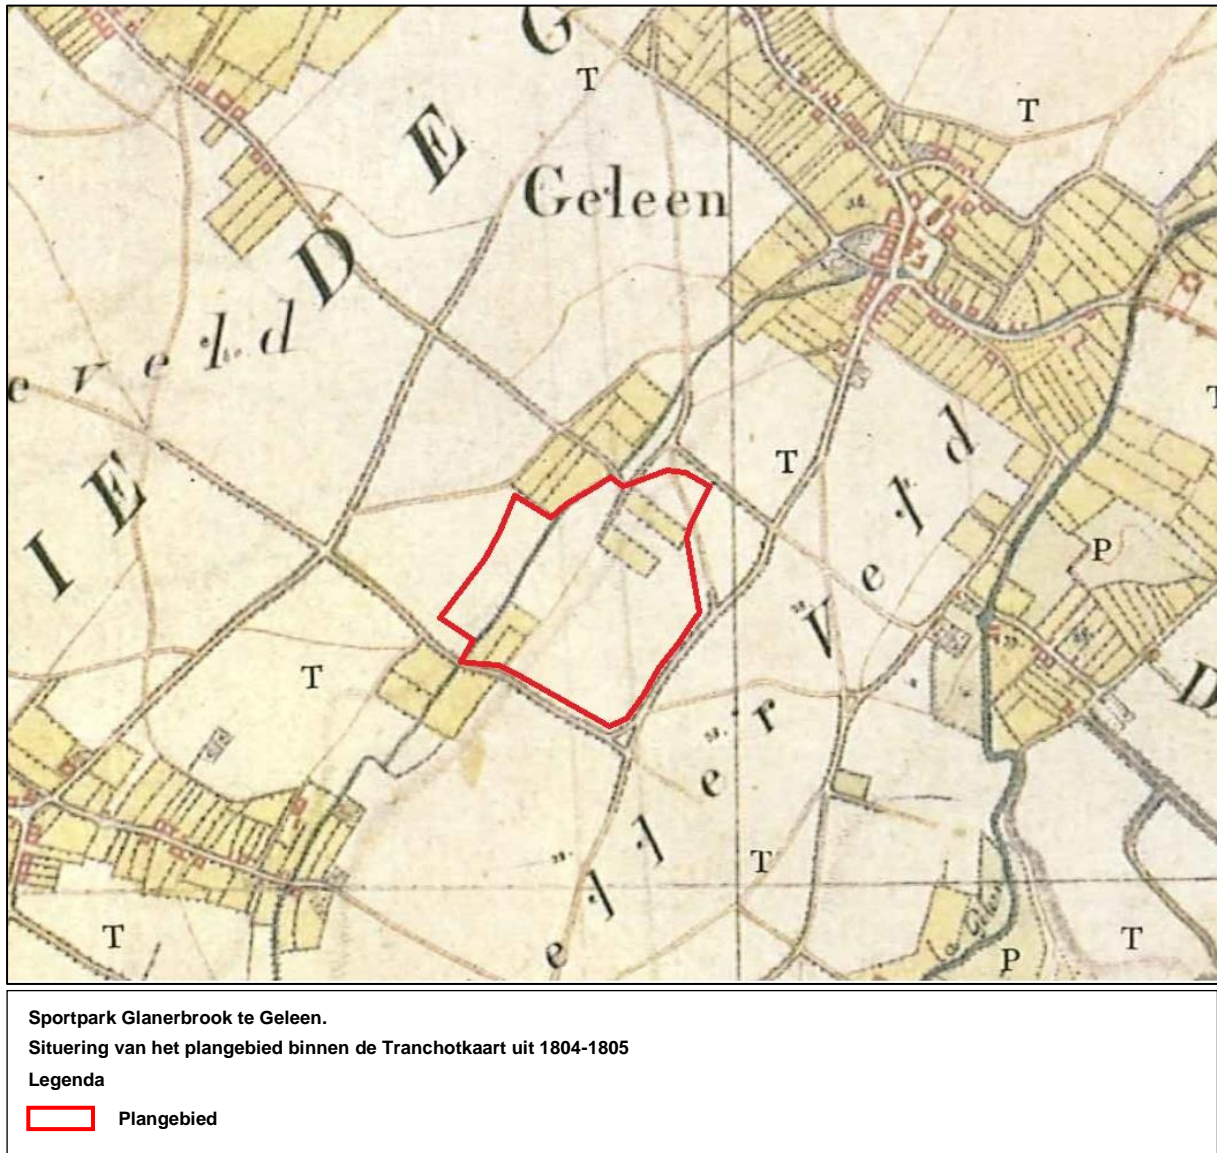 G
T
T
E
Geleen
D
e v e l d
T
T
I E
V e l d
P
T
D
e l l e r
T
T
P
T
Sportpark Glanerbrook te Geleen.
Situering van het plangebied binnen de Tranchotkaart uit 1804-1805
Legenda
Plangebied